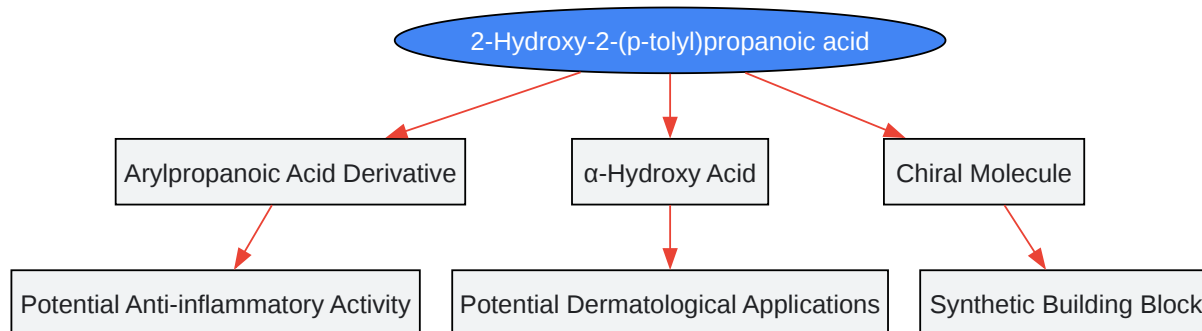 2-Hydroxy-2-(p-tolyl)propanoic acid
Arylpropanoic Acid Derivative
α-Hydroxy Acid
Chiral Molecule
Potential Anti-inflammatory Activity
Potential Dermatological Applications
Synthetic Building Block